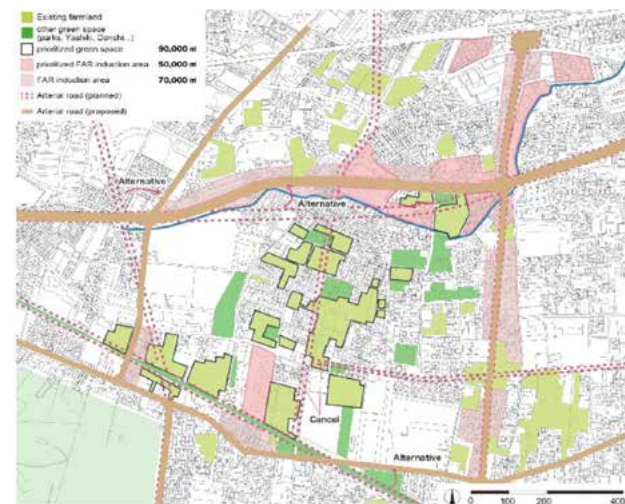 Existing farmland
other green space
(parks, Yashiki, Danchi...)
prioritized green space 90,000 ㎡
prioritized FAR induction area 50,000 ㎡
FAR induction area 70,000 ㎡
Arterial road (planned)
Arterial road (proposed)
Alternative
Alternative
Cancel
Alternative
0 100 200 400